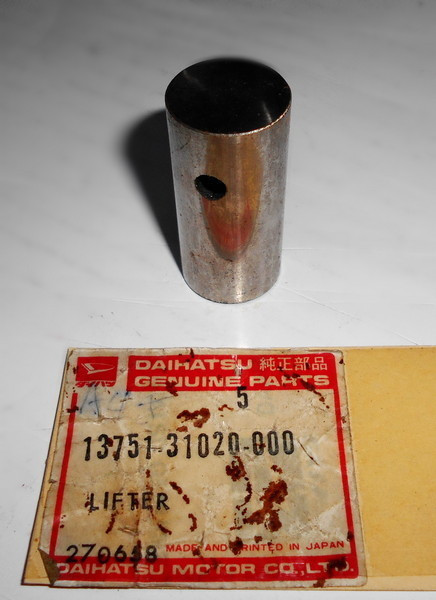 DAIHATSU 純正部品
GENUINE PARTS
5
13751-31020-000
LIFTER
270648 MADE AND PRINTED IN JAPAN
DAIHATSU MOTOR CO.,LTD.